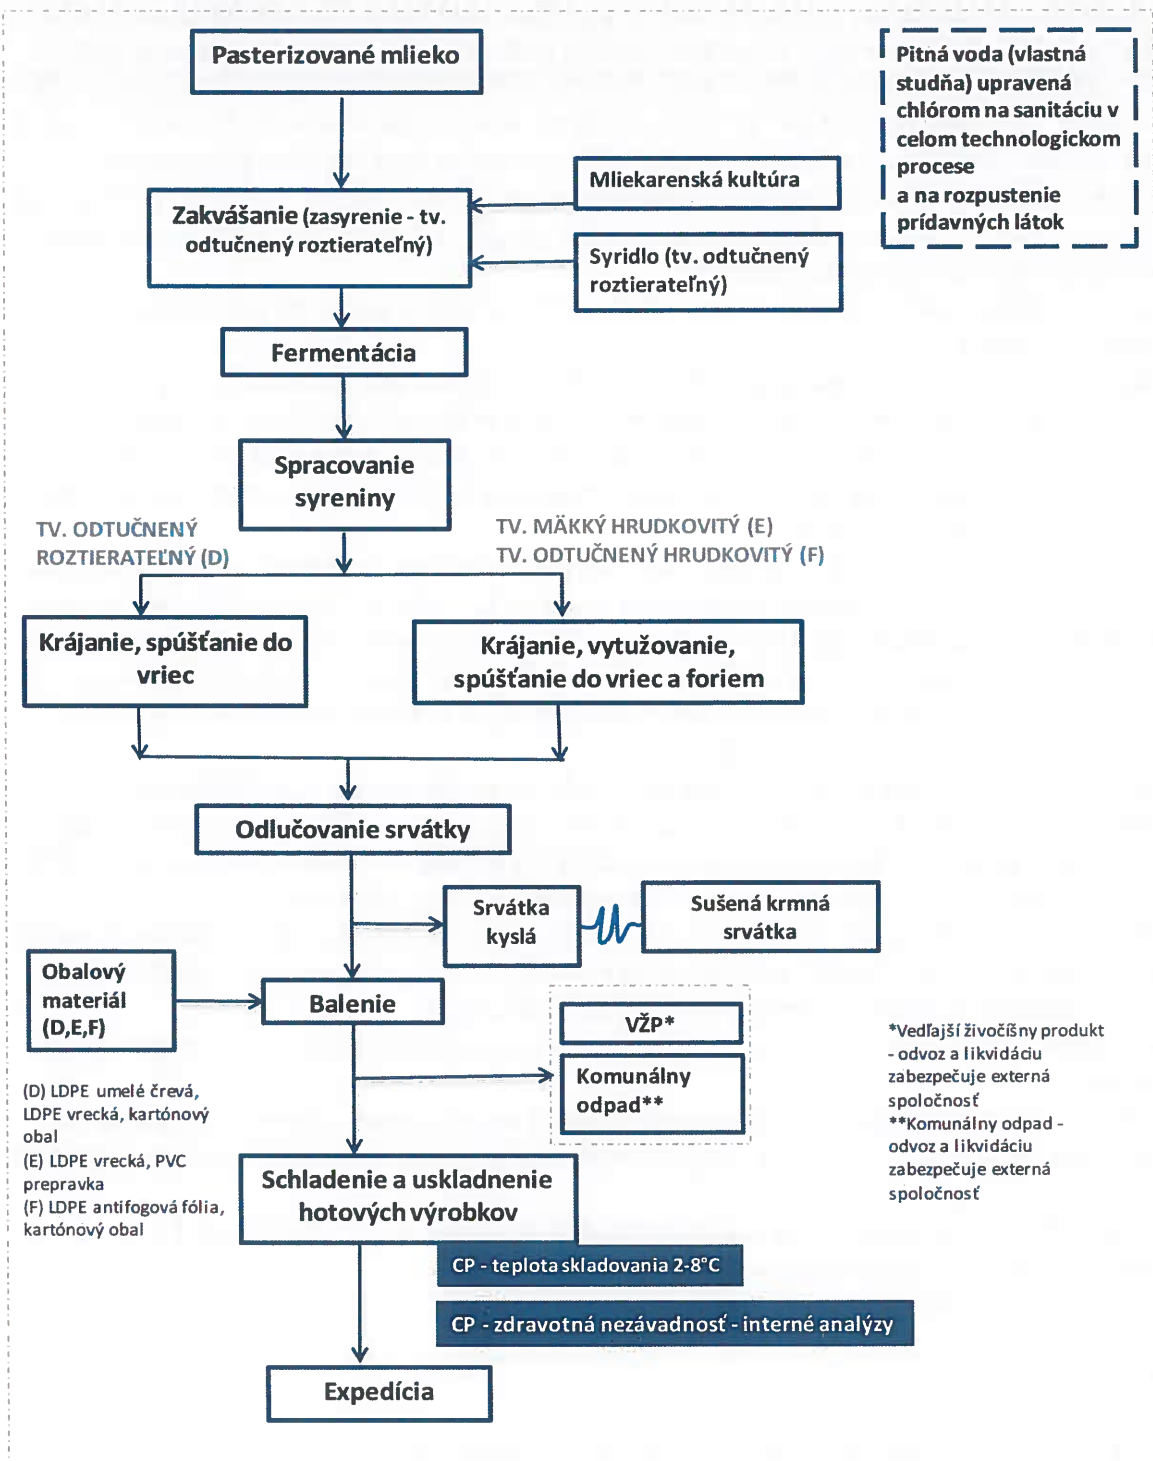 Pasterizované mlieko
Pitná voda (vlastná
studňa) upravená
chlórom na sanitáciu v
celom technologickom
procese
a na rozpustenie
prídavných látok
Mliekarenská kultúra
Zakvášanie (zasyrenie - tv.
odtučnený roztierateľný)
Syridlo (tv. odtučnený
roztierateľný)
Fermentácia
Spracovanie
syreniny
TV. ODTUČNENÝ
ROZTIERATEĽNÝ (D)
TV. MÄKKÝ HRUDKOVITÝ (E)
TV. ODTUČNENÝ HRUDKOVITÝ (F)
Krájanie, spúšťanie do
vriec
Krájanie, vytužovanie,
spúšťanie do vriec a foriem
Odlučovanie srvátky
Srvátka
kyslá
Sušená krmná
srvátka
Obalový
materiál
(D,E,F)
Balenie
VŽP*
Komunálny
odpad**
*Vedľajší živočíšny produkt
- odvoz a likvidáciu
zabezpečuje externá
spoločnosť
**Komunálny odpad -
odvoz a likvidáciu
zabezpečuje externá
spoločnosť
(D) LDPE umelé črevá,
LDPE vrecká, kartónový
obal
(E) LDPE vrecká, PVC
prepravka
(F) LDPE antifogová fólia,
kartónový obal
Schladenie a uskladnenie
hotových výrobkov
CP - teplota skladovania 2-8°C
CP - zdravotná nezávadnosť - interné analýzy
Expedícia